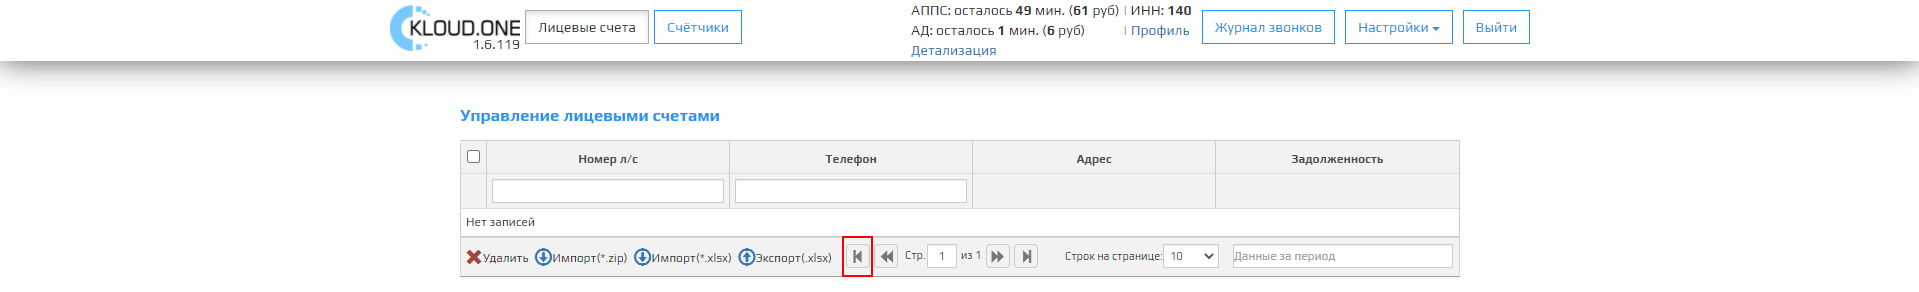 KLOUD.ONE
1.6.119
Лицевые счета
Счётчики
АППС: осталось 49 мин. (61 руб) | ИНН: 140
АД: осталось 1 мин. (6 руб) | Профиль
Детализация
Журнал звонков
Настройки
Выйти
Управление лицевыми счетами
Номер л/с
Телефон
Адрес
Задолженность
Нет записей
Удалить
Импорт(*.zip)
Импорт(*.xlsx)
Экспорт(.xlsx)
Стр. 1 из 1
Строк на странице: 10
Данные за период